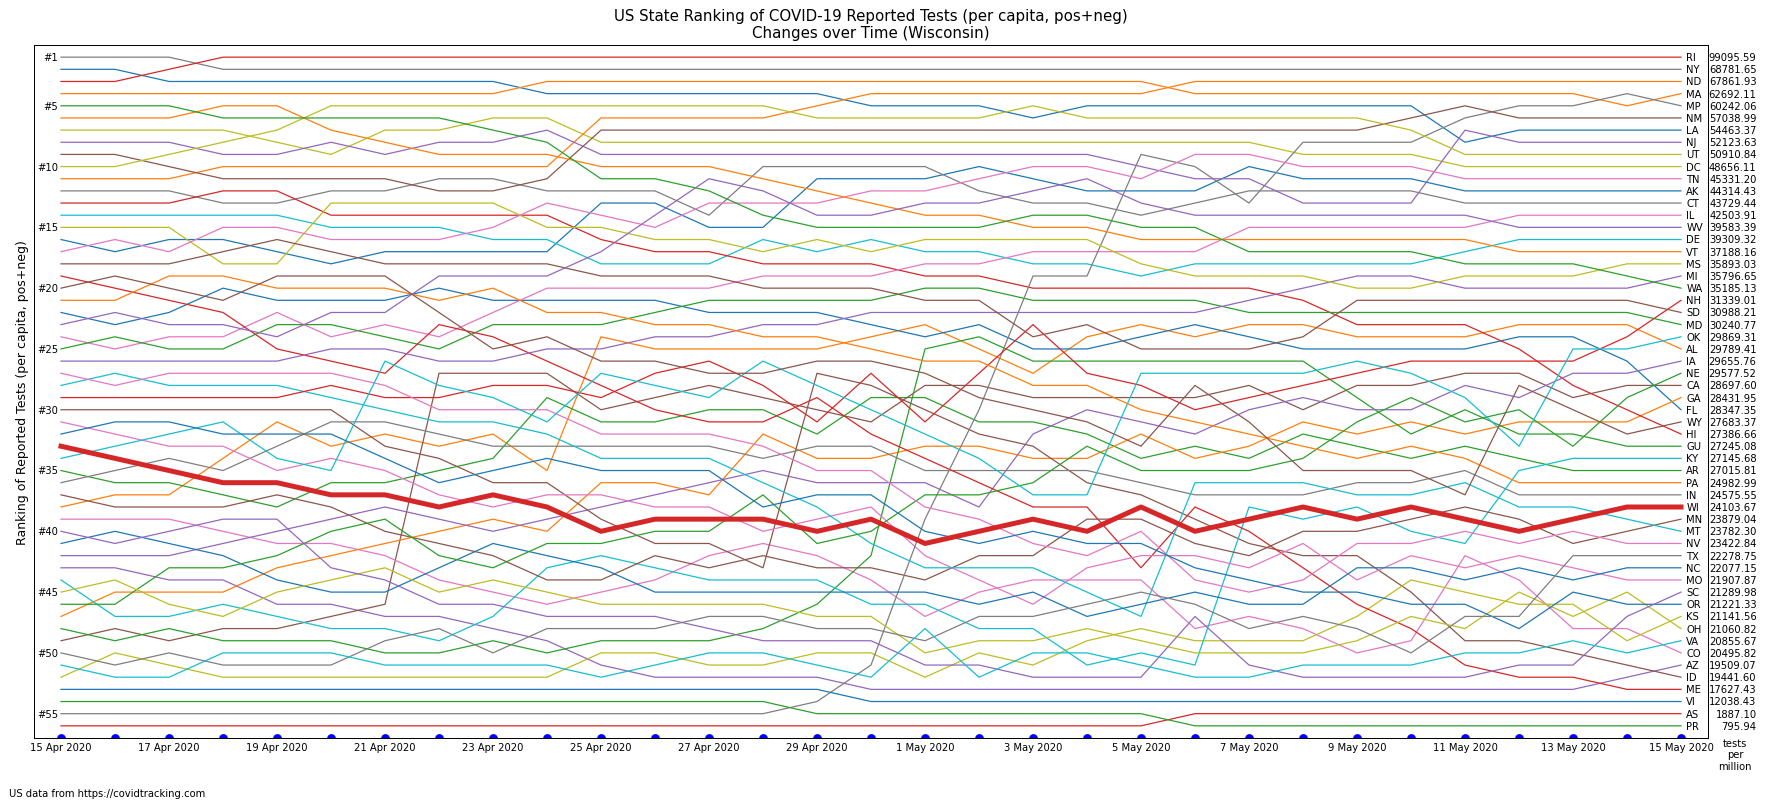 US State Ranking of COVID-19 Reported Tests (per capita, pos+neg)
Changes over Time (Wisconsin)
Ranking of Reported Tests (per capita, pos+neg)
#1
#5
#10
#15
#20
#25
#30
#35
#40
#45
#50
#55
RI 99095.59
NY 68781.65
ND 67861.93
MA 62692.11
MP 60242.06
NM 57038.99
LA 54463.37
NJ 52123.63
UT 50910.84
DC 48656.11
TN 45331.20
AK 44314.43
CT 43729.44
IL 42503.91
WV 39583.39
DE 39309.32
VT 37188.16
MS 35893.03
MI 35796.65
WA 35185.13
NH 31339.01
SD 30988.21
MD 30240.77
OK 29869.31
AL 29789.41
IA 29655.76
NE 29577.52
CA 28697.60
GA 28431.95
FL 28347.35
WY 27683.37
HI 27386.66
GU 27245.08
KY 27145.68
AR 27015.81
PA 24982.99
IN 24575.55
WI 24103.67
MN 23879.04
MT 23782.30
NV 23422.84
TX 22278.75
NC 22077.15
MO 21907.87
SC 21289.98
OR 21221.33
KS 21141.56
OH 21060.82
VA 20855.67
CO 20495.82
AZ 19509.07
ID 19441.60
ME 17627.43
VI 12038.43
AS 1887.10
PR 795.94
15 Apr 2020 17 Apr 2020 19 Apr 2020 21 Apr 2020 23 Apr 2020 25 Apr 2020 27 Apr 2020 29 Apr 2020 1 May 2020 3 May 2020 5 May 2020 7 May 2020 9 May 2020 11 May 2020 13 May 2020 15 May 2020
tests
per
million
US data from https://covidtracking.com